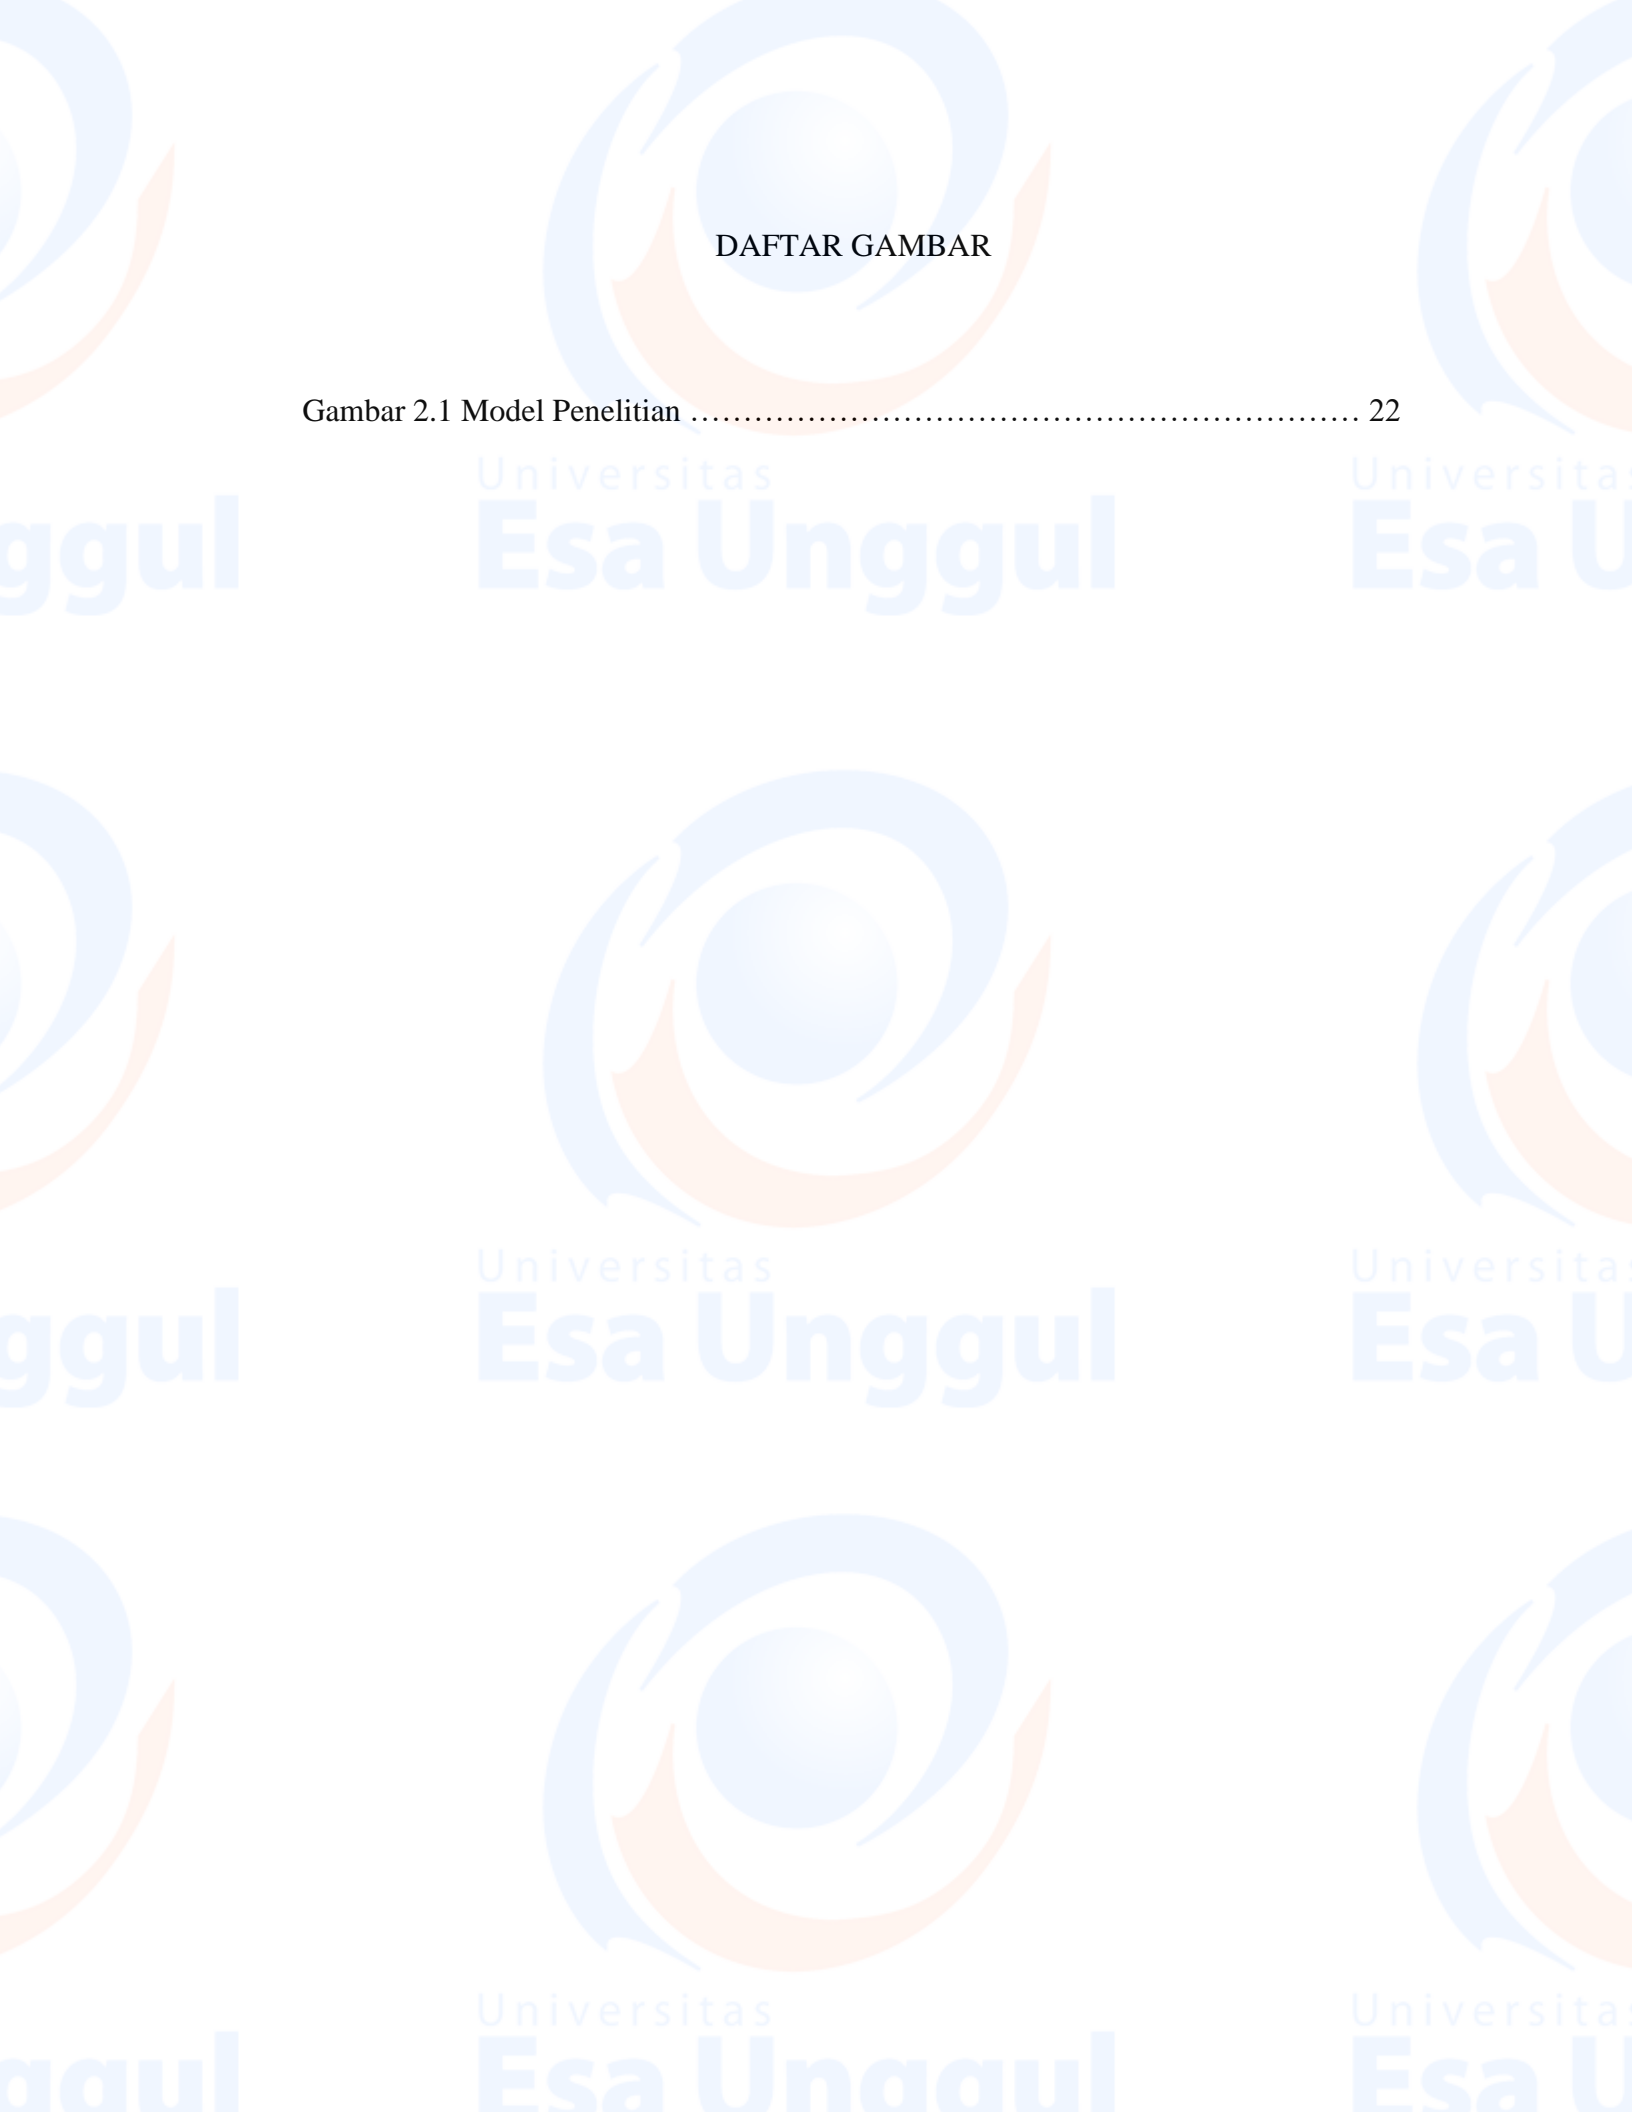 DAFTAR GAMBAR
Gambar 2.1 Model Penelitian ……………………………………………………… 22
Universitas
Esa Unggul
Universitas
Esa Unggul
Universitas
Esa Unggul